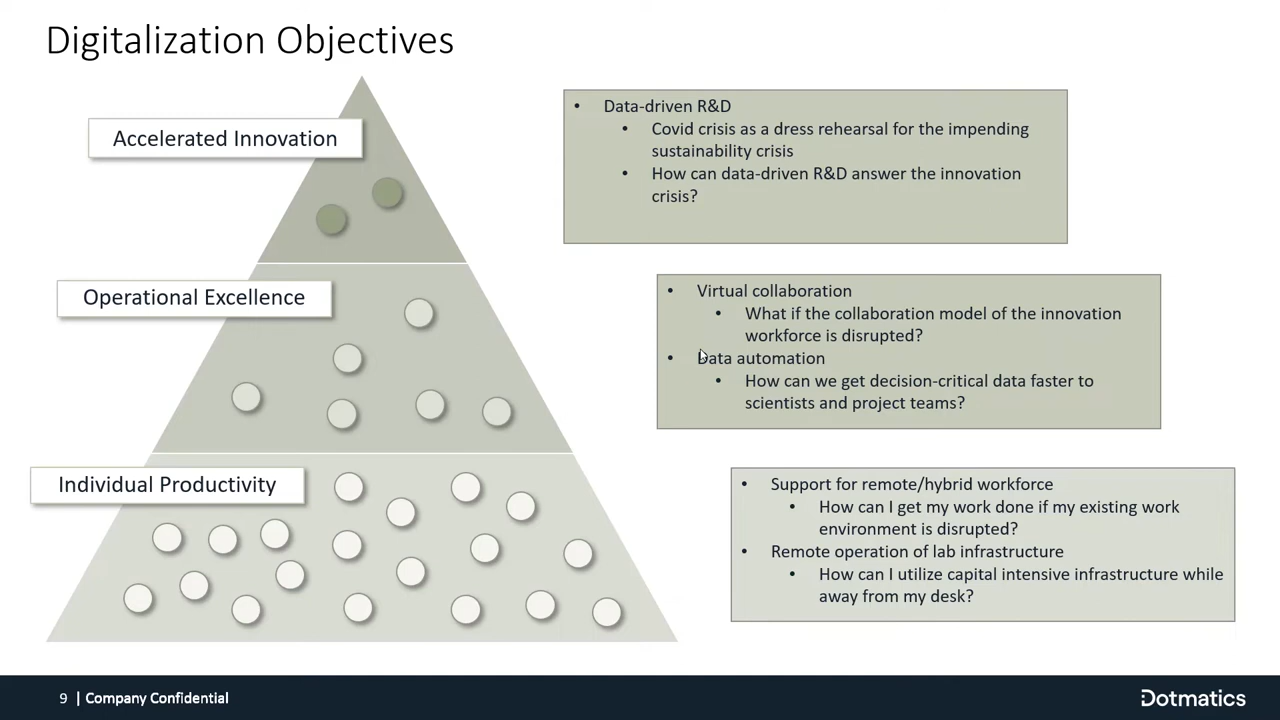 Digitalization Objectives
Accelerated Innovation
• Data-driven R&D
• Covid crisis as a dress rehearsal for the impending
sustainability crisis
• How can data-driven R&D answer the innovation
crisis?
Operational Excellence
• Virtual collaboration
• What if the collaboration model of the innovation
workforce is disrupted?
• Data automation
• How can we get decision-critical data faster to
scientists and project teams?
Individual Productivity
• Support for remote/hybrid workforce
• How can I get my work done if my existing work
environment is disrupted?
• Remote operation of lab infrastructure
• How can I utilize capital intensive infrastructure while
away from my desk?
9 | Company Confidential
Dotmatics